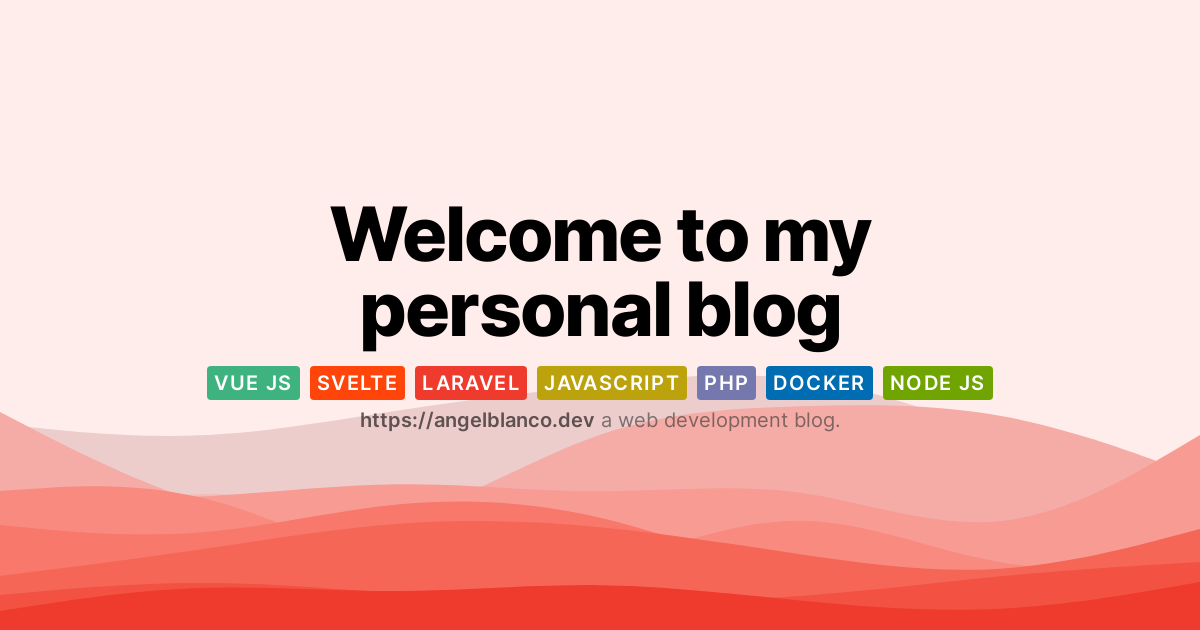 Welcome to my
personal blog
VUE JS SVELTE LARAVEL JAVASCRIPT PHP DOCKER NODE JS
https://angelblanco.dev a web development blog.